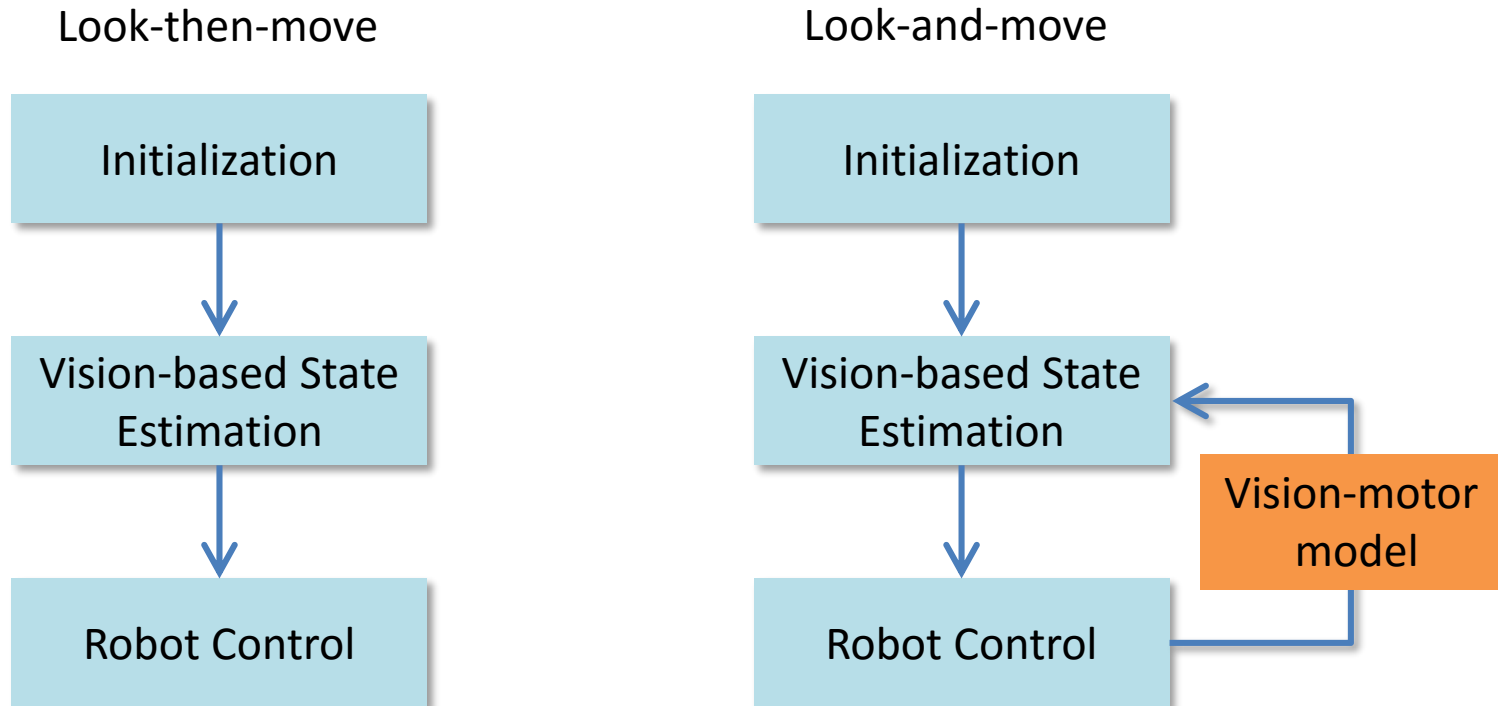 Look-then-move
Initialization
Vision-based State
Estimation
Robot Control
Look-and-move
Initialization
Vision-based State
Estimation
Vision-motor
model
Robot Control